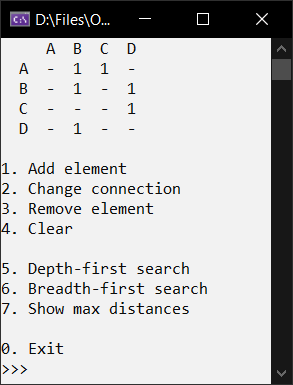 D:\Files\O...
A B C D
A - 1 1 -
B - 1 - 1
C - - - 1
D - 1 - -
1. Add element
2. Change connection
3. Remove element
4. Clear
5. Depth-first search
6. Breadth-first search
7. Show max distances
0. Exit
>>>